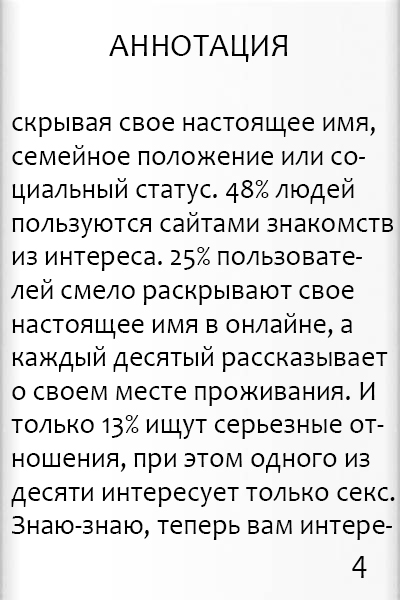 АННОТАЦИЯ
скрывая свое настоящее имя,
семейное положение или со-
циальный статус. 48% людей
пользуются сайтами знакомств
из интереса. 25% пользовате-
лей смело раскрывают свое
настоящее имя в онлайне, а
каждый десятый рассказывает
о своем месте проживания. И
только 13% ищут серьезные от-
ношения, при этом одного из
десяти интересует только секс.
Знаю-знаю, теперь вам интере-
4